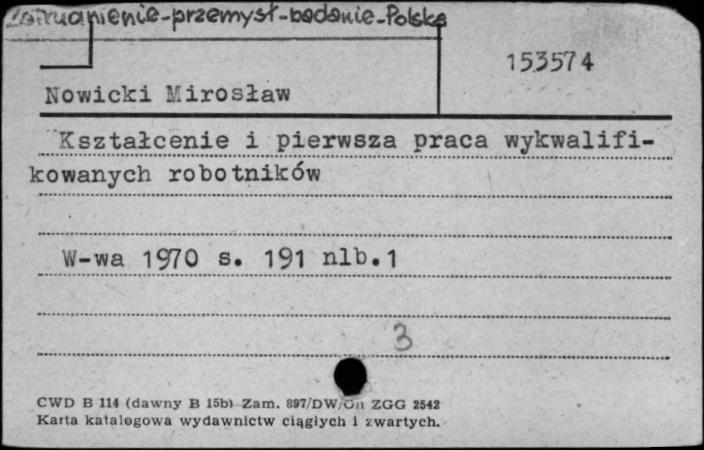 Zatrudnienie-przemysł-badanie-Polska
153574
Nowicki Mirosław
Kształcenie i pierwsza praca wykwalifi-
kowanych robotników
W-wa 1970 s. 191 nlb.1
3
CWD B 114 (dawny B 15b) Zam. 897/DW/On ZGG 2542
Karta katalogowa wydawnictw ciągłych i zwartych.